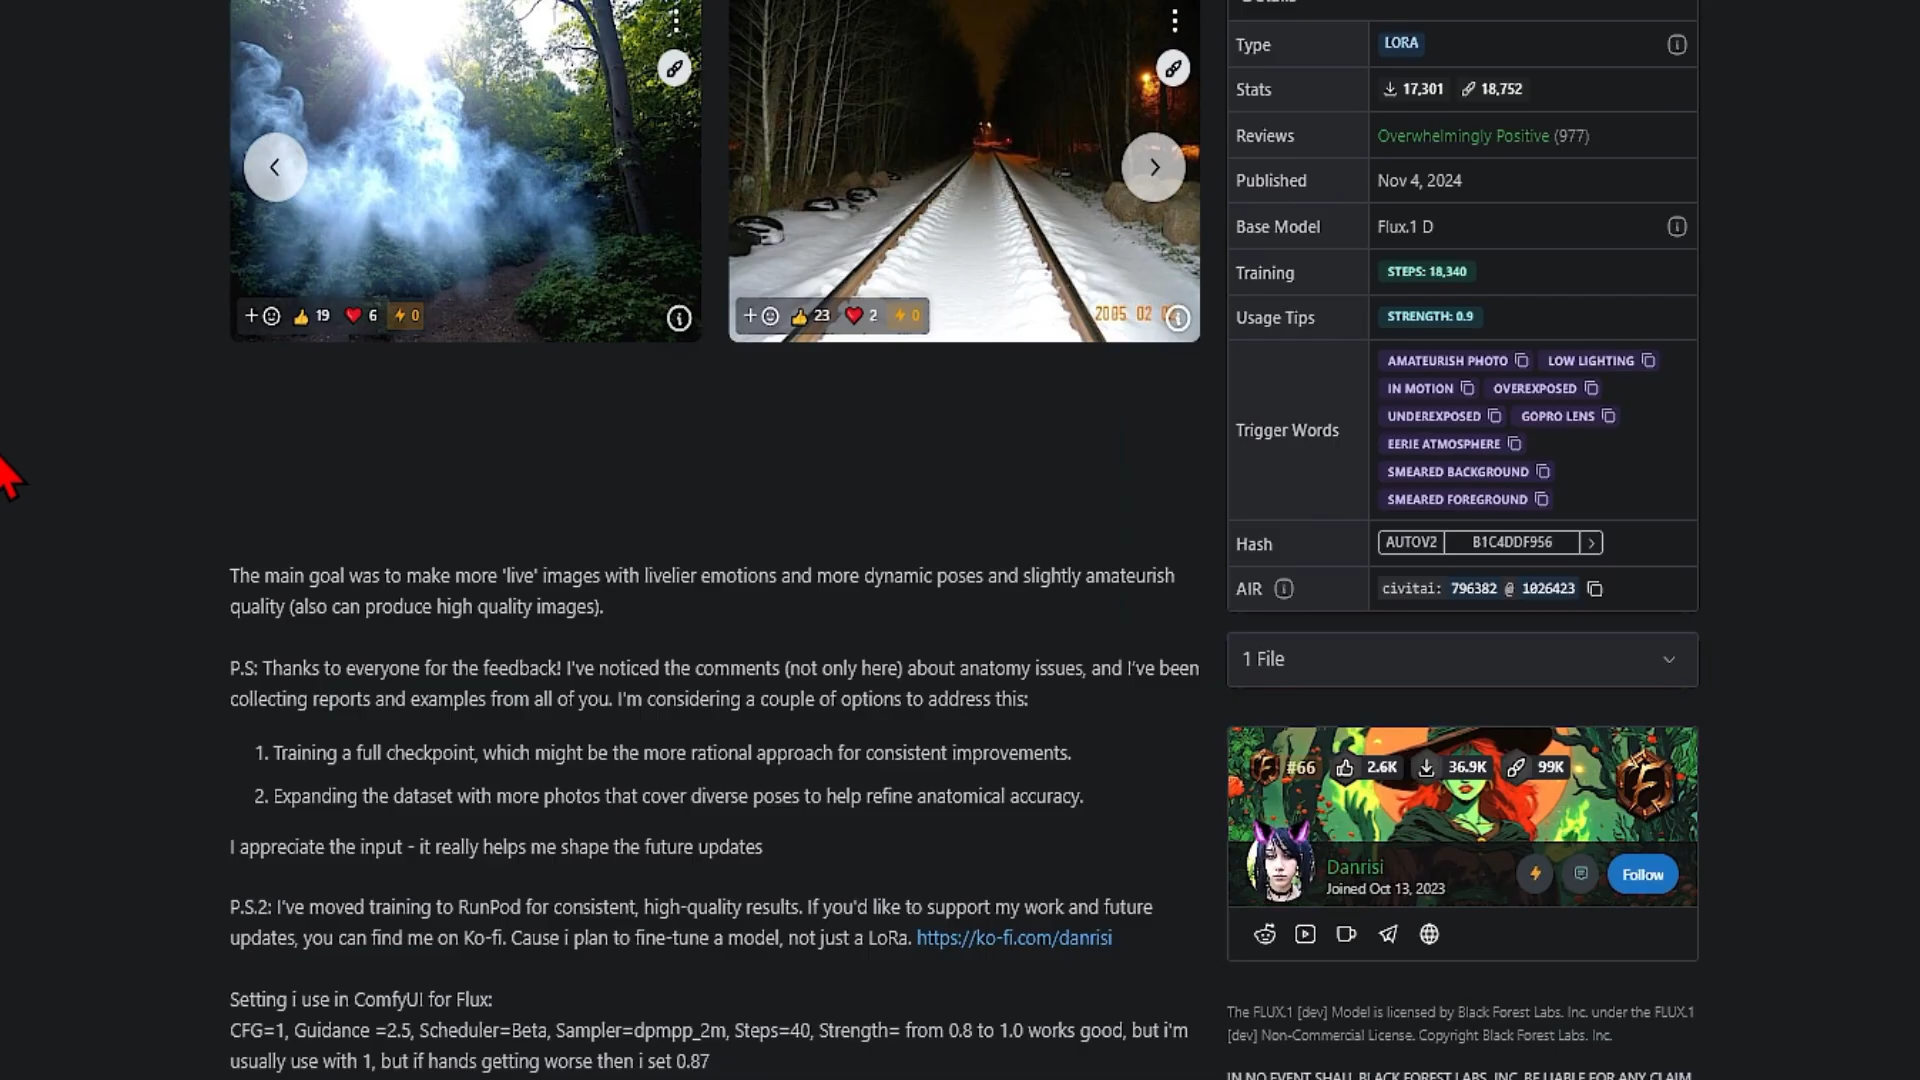 Type LORA
Stats 17,301 18,752
Reviews Overwhelmingly Positive (977)
Published Nov 4, 2024
Base Model Flux.1 D
Training STEPS: 18,340
Usage Tips STRENGTH: 0.9
Trigger Words
AMATEURISH PHOTO LOW LIGHTING
IN MOTION OVEREXPOSED
UNDEREXPOSED GOPRO LENS
EERIE ATMOSPHERE
SMEARED BACKGROUND
SMEARED FOREGROUND
Hash AUTOV2 B1C4DDF956
AIR civitai: 796382 @ 1026423
1 File
#66 2.6K 36.9K 99K
Danrisi
Joined Oct 13, 2023
Follow
The FLUX.1 [dev] Model is licensed by Black Forest Labs. Inc. under the FLUX.1
[dev] Non-Commercial License. Copyright Black Forest Labs. Inc.
IN NO EVENT SHALL BLACK FOREST LABS, INC. BE LIABLE FOR ANY CLAIM,
19 6 0
23 2 0
2005 02
The main goal was to make more 'live' images with livelier emotions and more dynamic poses and slightly amateurish
quality (also can produce high quality images).
P.S: Thanks to everyone for the feedback! I've noticed the comments (not only here) about anatomy issues, and I've been
collecting reports and examples from all of you. I'm considering a couple of options to address this:
1. Training a full checkpoint, which might be the more rational approach for consistent improvements.
2. Expanding the dataset with more photos that cover diverse poses to help refine anatomical accuracy.
I appreciate the input - it really helps me shape the future updates
P.S.2: I've moved training to RunPod for consistent, high-quality results. If you'd like to support my work and future
updates, you can find me on Ko-fi. Cause i plan to fine-tune a model, not just a LoRa. https://ko-fi.com/danrisi
Setting i use in ComfyUI for Flux:
CFG=1, Guidance =2.5, Scheduler=Beta, Sampler=dpmpp_2m, Steps=40, Strength= from 0.8 to 1.0 works good, but i'm
usually use with 1, but if hands getting worse then i set 0.87